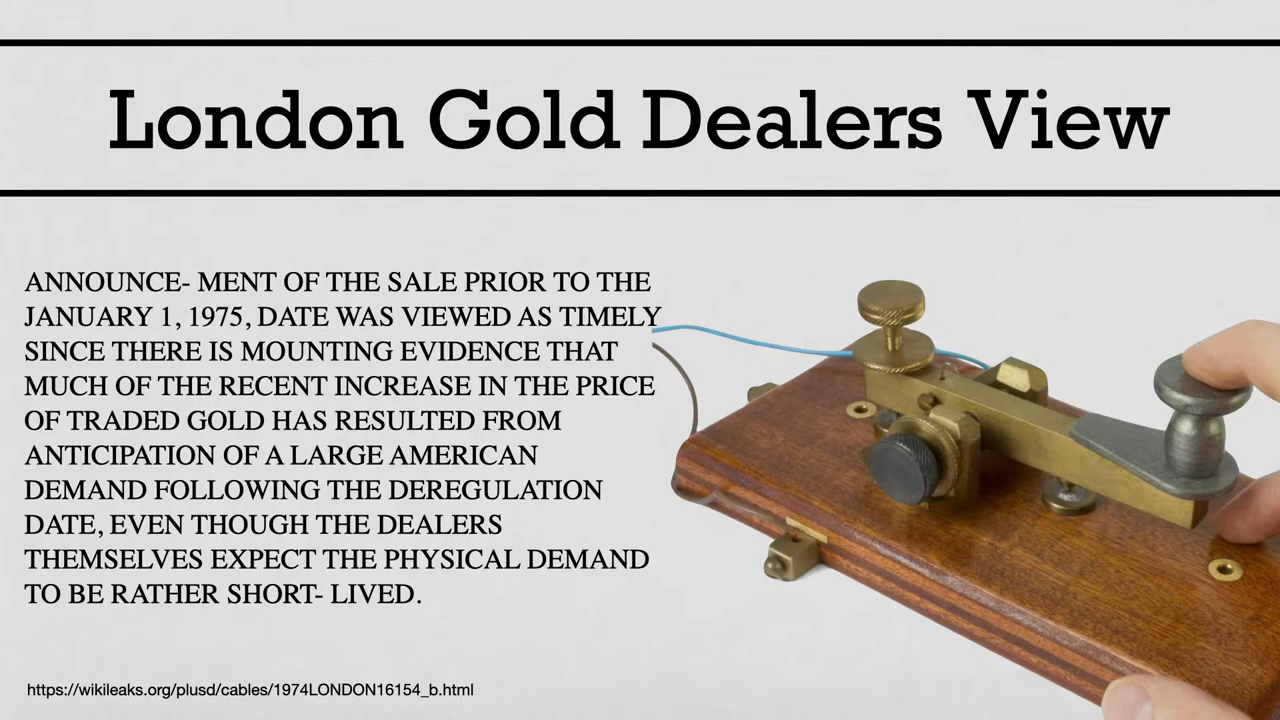 London Gold Dealers View
ANNOUNCE- MENT OF THE SALE PRIOR TO THE
JANUARY 1, 1975, DATE WAS VIEWED AS TIMELY
SINCE THERE IS MOUNTING EVIDENCE THAT
MUCH OF THE RECENT INCREASE IN THE PRICE
OF TRADED GOLD HAS RESULTED FROM
ANTICIPATION OF A LARGE AMERICAN
DEMAND FOLLOWING THE DEREGULATION
DATE, EVEN THOUGH THE DEALERS
THEMSELVES EXPECT THE PHYSICAL DEMAND
TO BE RATHER SHORT- LIVED.
https://wikileaks.org/plusd/cables/1974LONDON16154_b.html